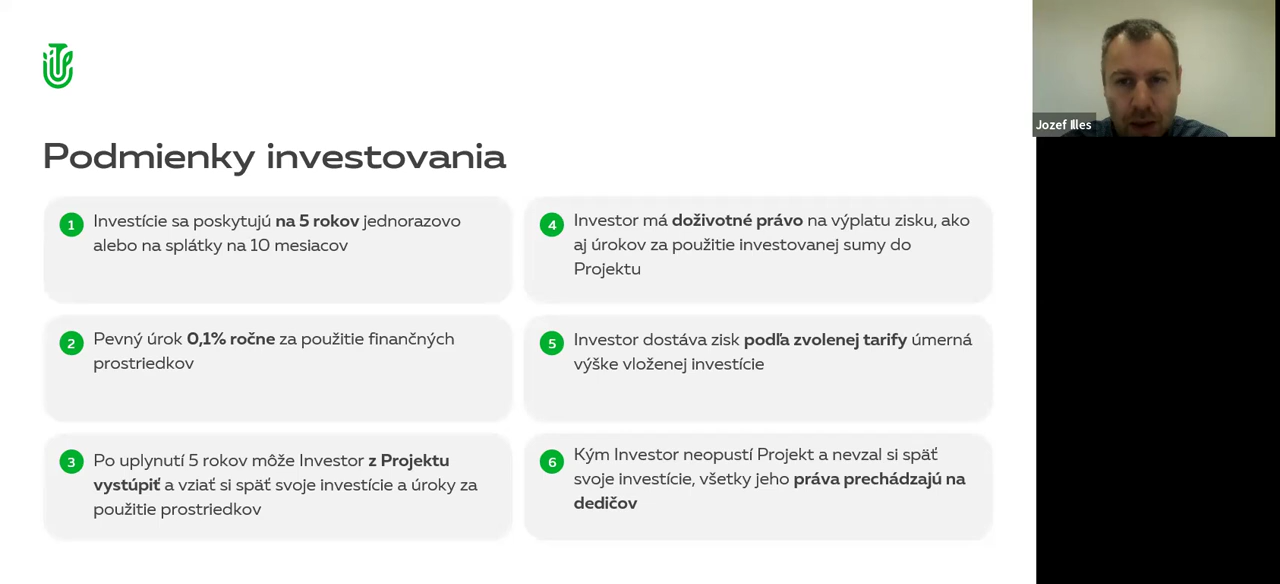 Podmienky investovania
1
Investície sa poskytujú na 5 rokov jednorazovo
alebo na splátky na 10 mesiacov
2
Pevný úrok 0,1% ročne za použitie finančných
prostriedkov
3
Po uplynutí 5 rokov môže Investor z Projektu
vystúpiť a vziať si späť svoje investície a úroky za
použitie prostriedkov
4
Investor má doživotné právo na výplatu zisku, ako
aj úrokov za použitie investovanej sumy do
Projektu
5
Investor dostáva zisk podľa zvolenej tarify úmerná
výške vloženej investície
6
Kým Investor neopustí Projekt a nevzal si späť
svoje investície, všetky jeho práva prechádzajú na
dedičov
Jozef Illes